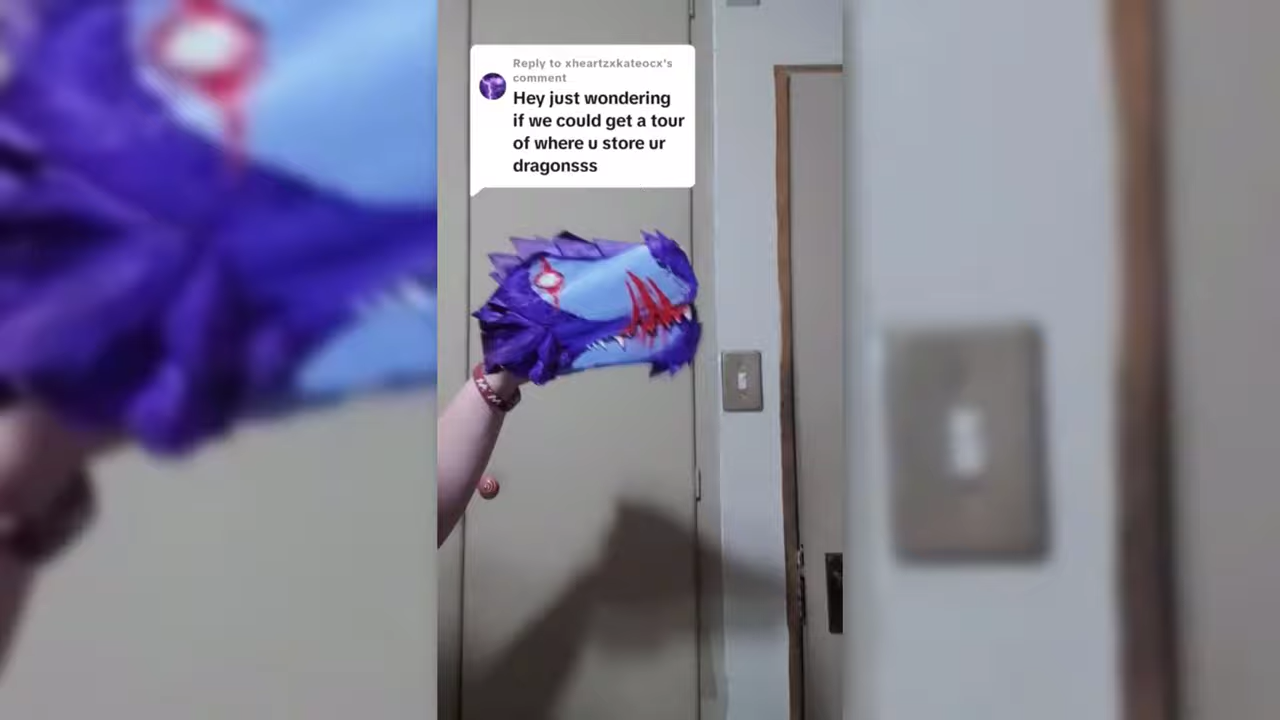 Reply to xheartzxkateocx's
comment
Hey just wondering
if we could get a tour
of where u store ur
dragonsss